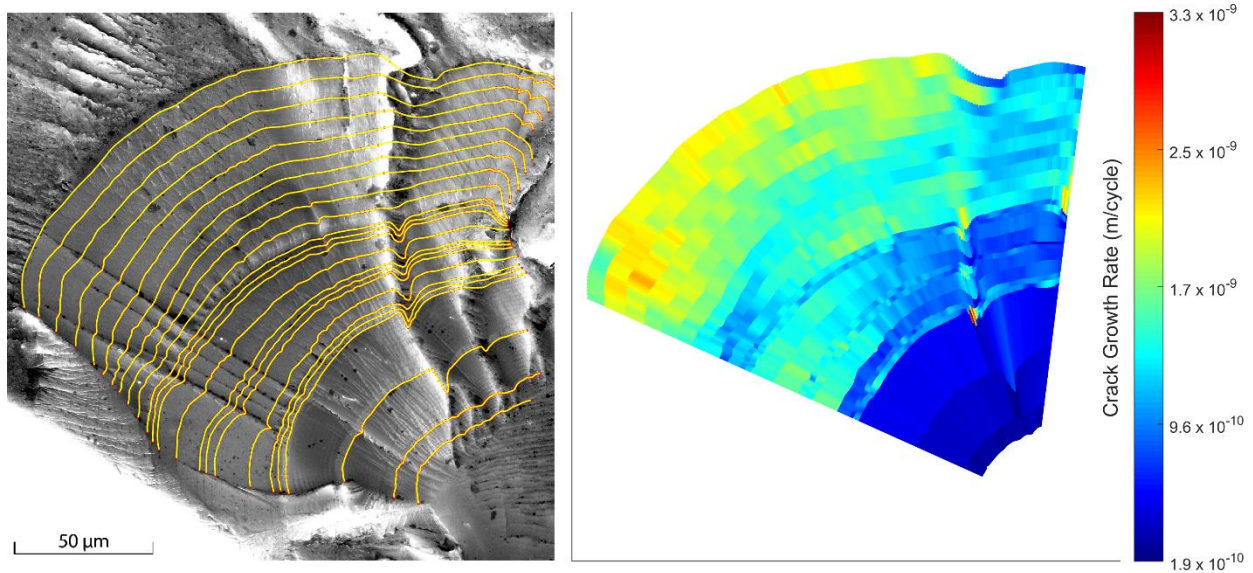 50 µm
3.3 x 10-9
2.5 x 10-9
1.7 x 10-9
9.6 x 10-10
1.9 x 10-10
Crack Growth Rate (m/cycle)